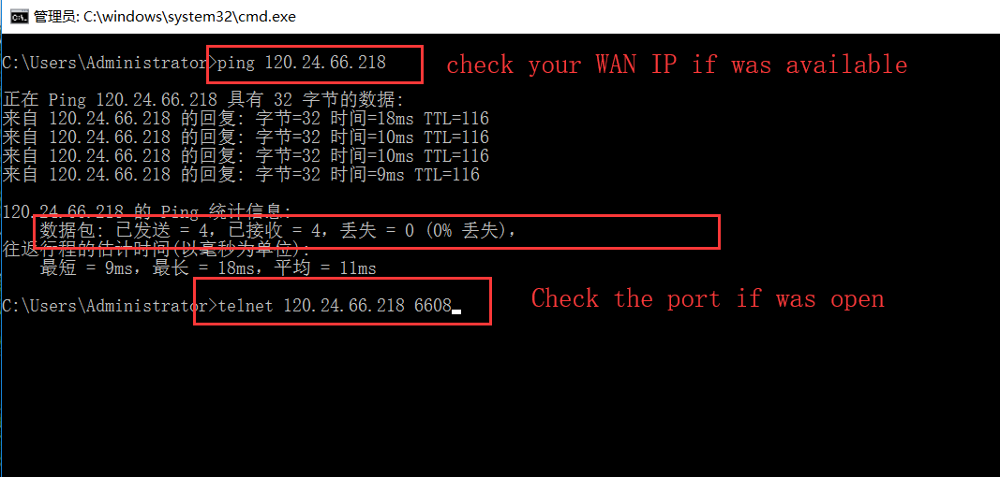 管理员: C:\windows\system32\cmd.exe
C:\Users\Administrator>ping 120.24.66.218
check your WAN IP if was available
正在 Ping 120.24.66.218 具有 32 字节的数据:
来自 120.24.66.218 的回复: 字节=32 时间=18ms TTL=116
来自 120.24.66.218 的回复: 字节=32 时间=10ms TTL=116
来自 120.24.66.218 的回复: 字节=32 时间=10ms TTL=116
来自 120.24.66.218 的回复: 字节=32 时间=9ms TTL=116
120.24.66.218 的 Ping 统计信息:
数据包: 已发送 = 4，已接收 = 4，丢失 = 0 (0% 丢失)，
往返行程的估计时间(以毫秒为单位):
最短 = 9ms，最长 = 18ms，平均 = 11ms
C:\Users\Administrator>telnet 120.24.66.218 6608
Check the port if was open